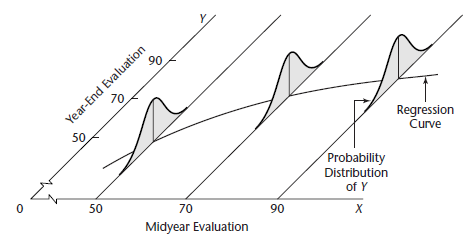 Y
Year-End Evaluation
90
70
50
Regression
Curve
Probability
Distribution
of Y
0
50
70
90
X
Midyear Evaluation